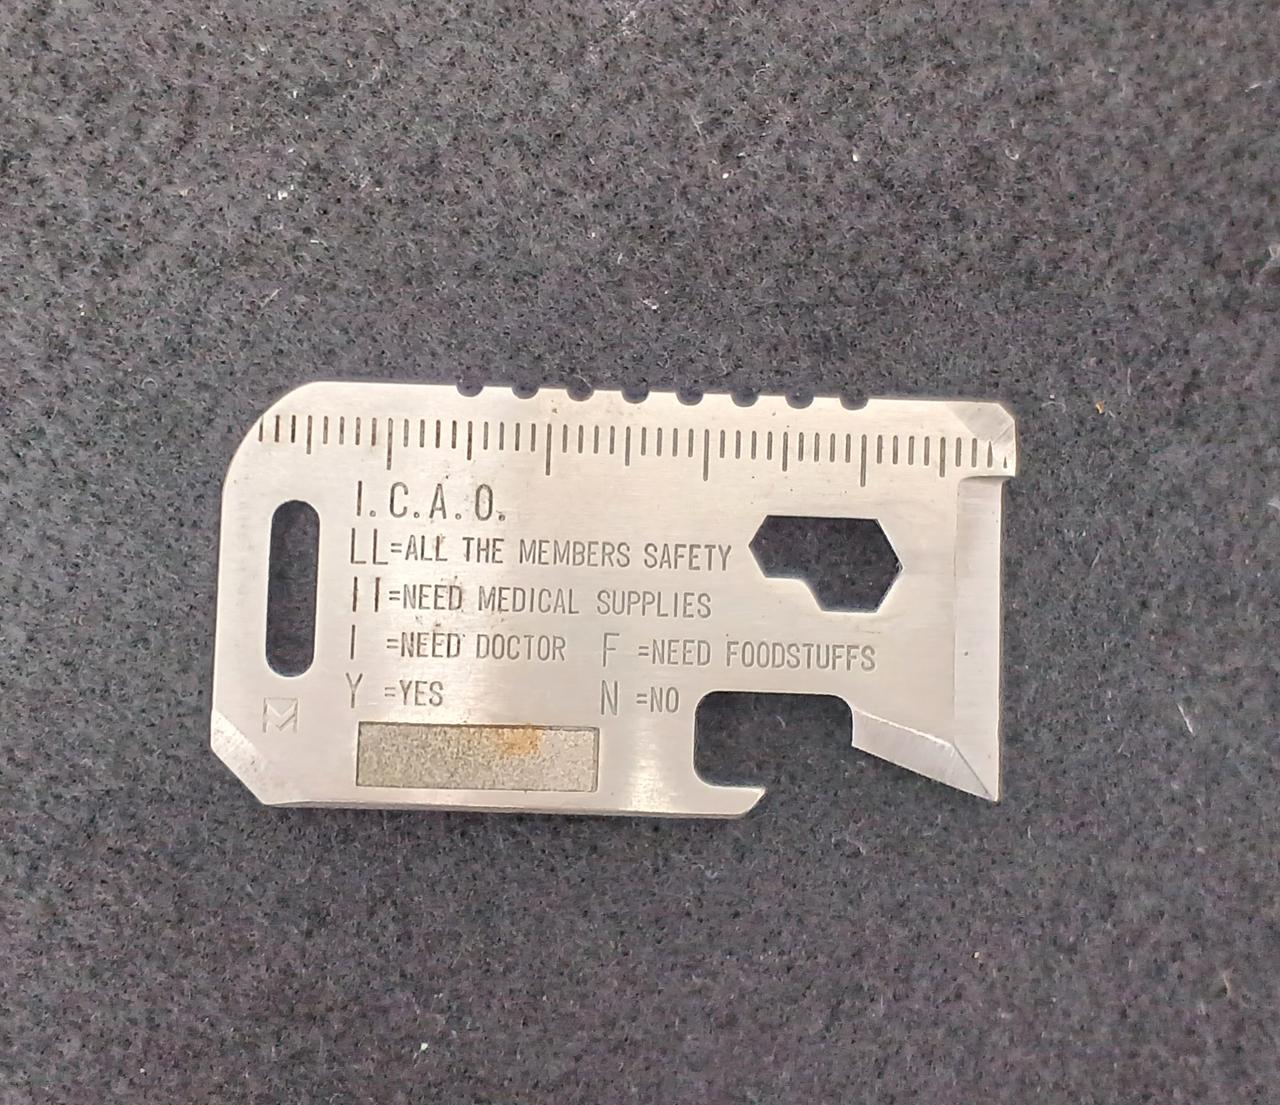 I.C.A.O.
LL=ALL THE MEMBERS SAFETY
II=NEED MEDICAL SUPPLIES
I =NEED DOCTOR F =NEED FOODSTUFFS
Y =YES N =NO